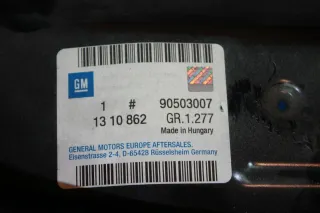 GM
1 # 90503007
13 10 862 GR.1.277
Made in Hungary
GENERAL MOTORS EUROPE AFTERSALES.
Eisenstrasse 2-4, D-65428 Rüsselsheim Germany